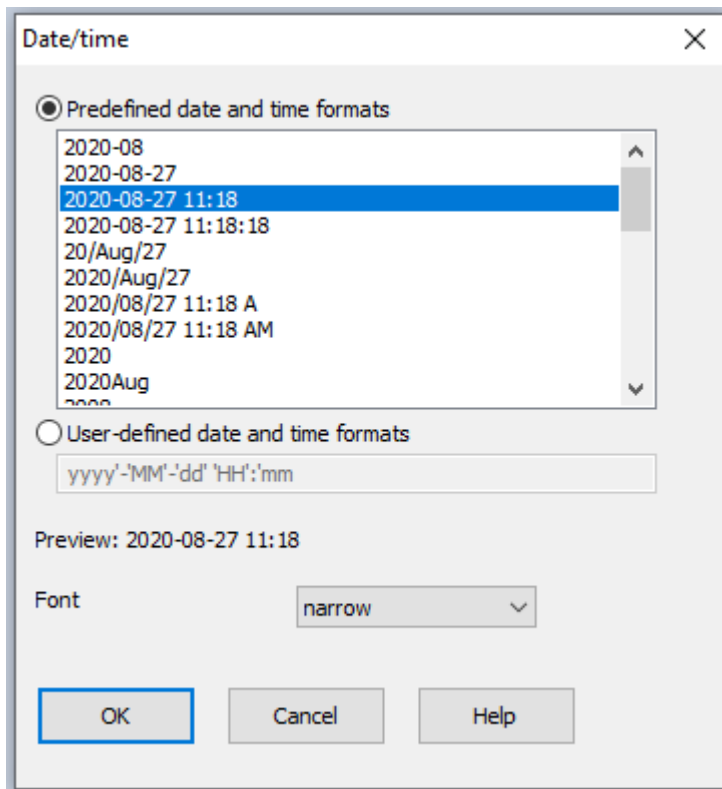 Date/time
Predefined date and time formats
2020-08
2020-08-27
2020-08-27 11:18
2020-08-27 11:18:18
20/Aug/27
2020/Aug/27
2020/08/27 11:18 A
2020/08/27 11:18 AM
2020
2020Aug
User-defined date and time formats
yyyy'-'MM'-'dd' 'HH':'mm
Preview: 2020-08-27 11:18
Font
narrow
OK Cancel Help